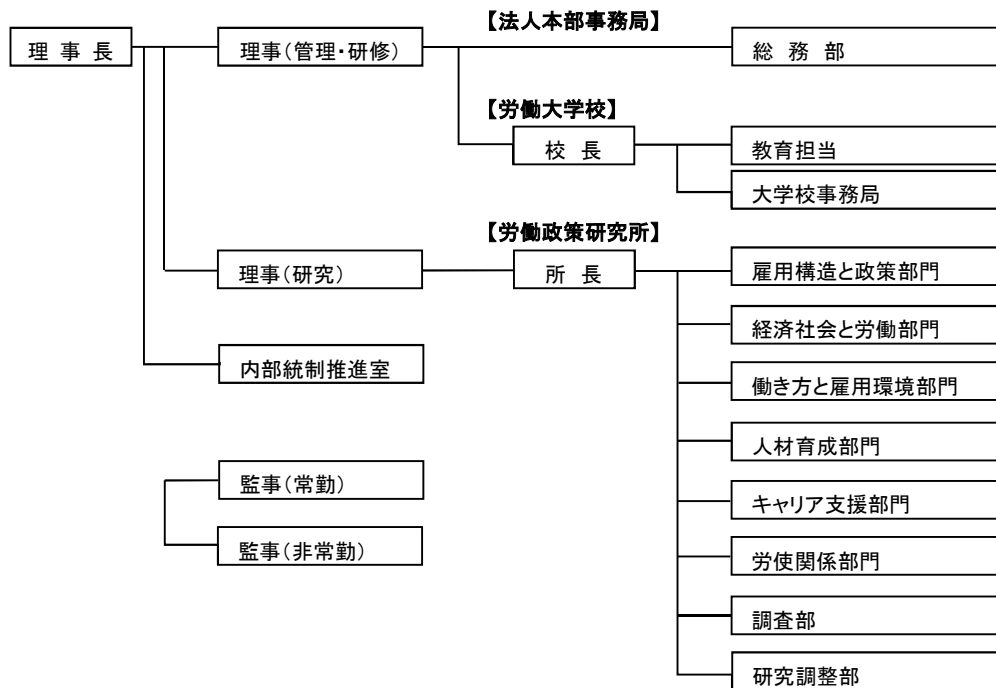 【法人本部事務局】
理 事 長
理事(管理・研修)
総 務 部
【労働大学校】
校 長
教育担当
大学校事務局
【労働政策研究所】
理事(研究)
所 長
雇用構造と政策部門
経済社会と労働部門
内部統制推進室
働き方と雇用環境部門
人材育成部門
監事(常勤)
キャリア支援部門
監事(非常勤)
労使関係部門
調査部
研究調整部